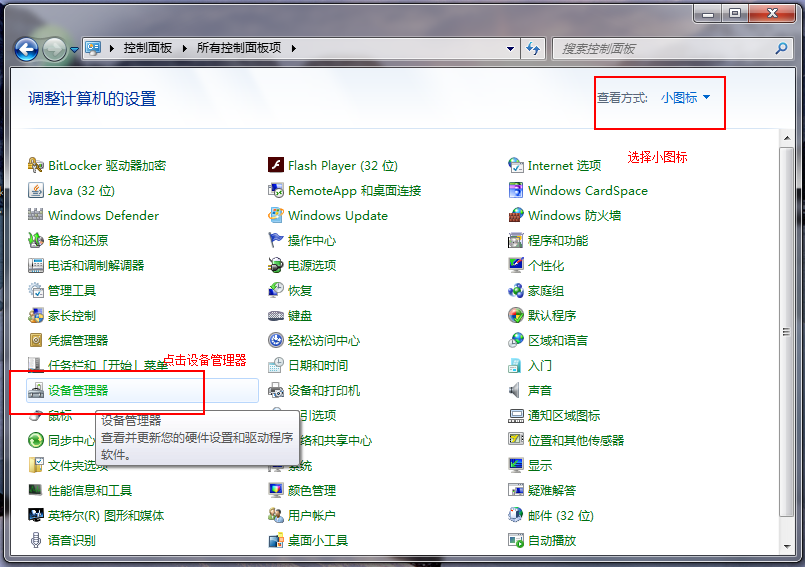 控制面板 所有控制面板项
搜索控制面板
调整计算机的设置
查看方式: 小图标
选择小图标
BitLocker 驱动器加密
Flash Player (32 位)
Internet 选项
Java (32 位)
RemoteApp 和桌面连接
Windows CardSpace
Windows Defender
Windows Update
Windows 防火墙
备份和还原
操作中心
程序和功能
电话和调制解调器
电源选项
个性化
管理工具
恢复
家庭组
家长控制
键盘
默认程序
凭据管理器
轻松访问中心
区域和语言
任务栏和「开始」菜单
点击设备管理器
日期和时间
入门
设备管理器
设备和打印机
声音
鼠标
引选项
通知区域图标
设备管理器
查看并更新您的硬件设置和驱动程序
软件。
同步中心
络和共享中心
位置和其他传感器
文件夹选项
系统
显示
性能信息和工具
颜色管理
疑难解答
英特尔(R) 图形和媒体
用户帐户
邮件 (32 位)
语音识别
桌面小工具
自动播放